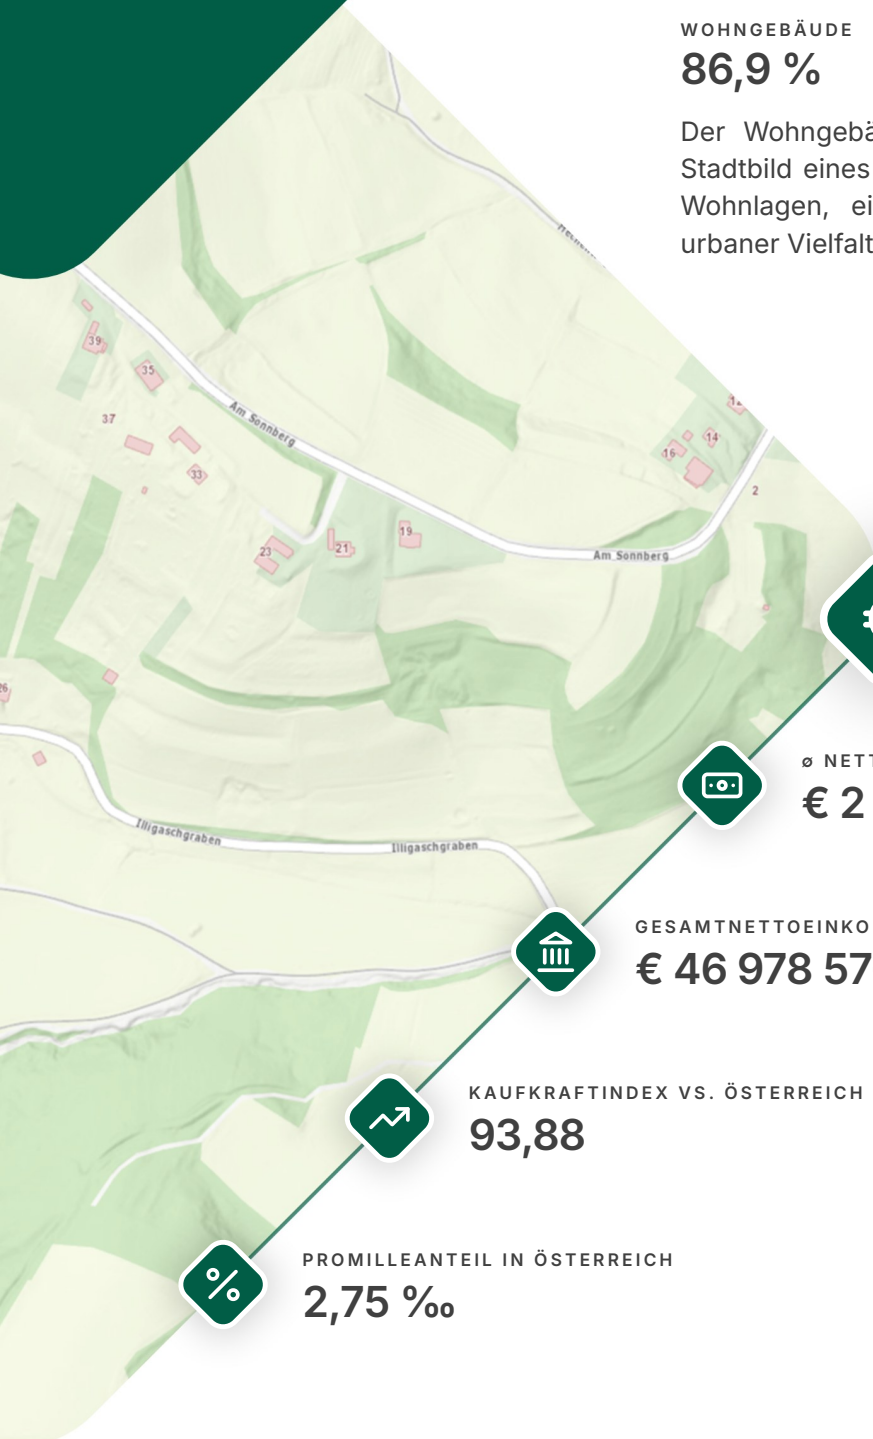 WOHNGEBÄUDE
86,9 %
Der Wohngebä
Stadtbild eines
Wohnlagen, ei
urbaner Vielfalt
39
35
37
33
Am Sonnberg
14
16
2
19
21
23
Am Sonnberg
26
ø NETT
€ 2
Illigaschgraben
Illigaschgraben
GESAMTNETTOEINKO
€ 46 978 57
KAUFKRAFTINDEX VS. ÖSTERREICH
93,88
PROMILLEANTEIL IN ÖSTERREICH
2,75 ‰